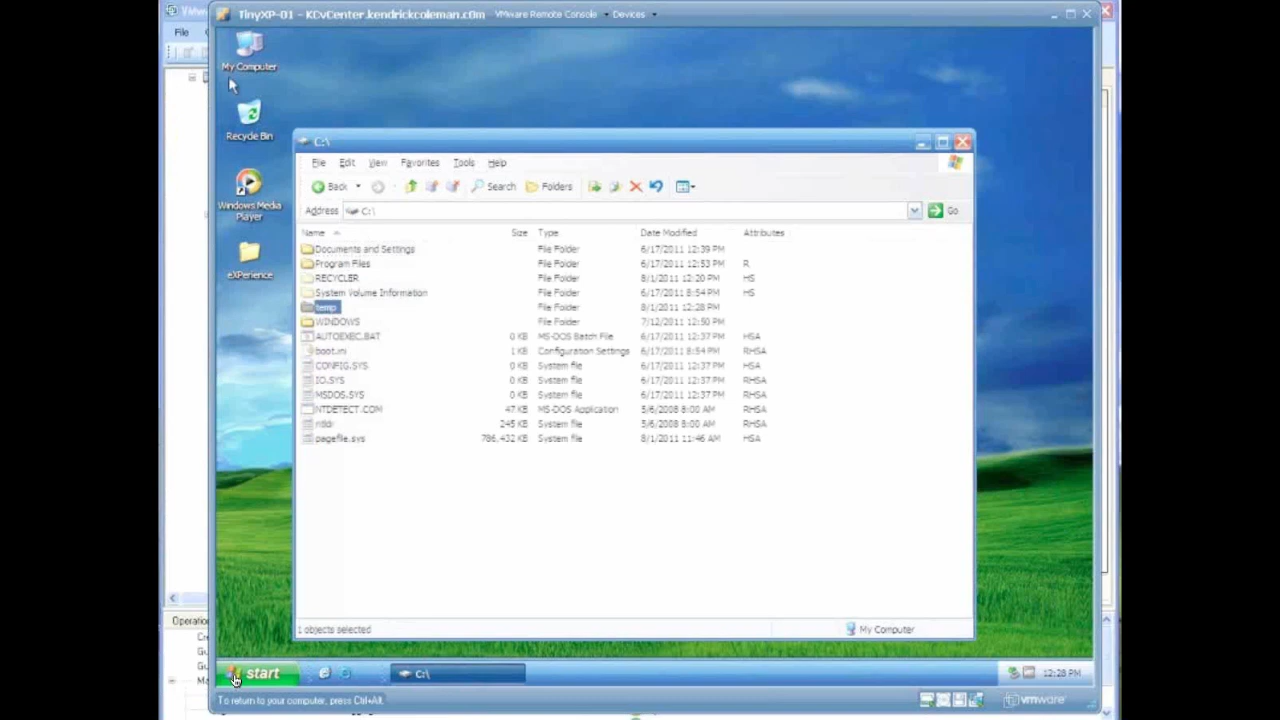 TinyXP-01 - KCvCenter.kendrickcoleman.c0m VMware Remote Console Devices
File
My Computer
Recycle Bin
Windows Media
Player
eXPerience
C:\
File Edit View Favorites Tools Help
Back Search Folders
Address C:\ Go
Name Size Type Date Modified Attributes
Documents and Settings File Folder 6/17/2011 12:39 PM
Program Files File Folder 6/17/2011 12:53 PM R
RECYCLER File Folder 8/1/2011 12:20 PM HS
System Volume Information File Folder 6/17/2011 8:54 PM HS
temp File Folder 8/1/2011 12:28 PM
WINDOWS File Folder 7/12/2011 12:50 PM
AUTOEXEC.BAT 0 KB MS-DOS Batch File 6/17/2011 12:37 PM HSA
boot.ini 1 KB Configuration Settings 6/17/2011 8:54 PM RHSA
CONFIG.SYS 0 KB System file 6/17/2011 12:37 PM HSA
IO.SYS 0 KB System file 6/17/2011 12:37 PM RHSA
MSDOS.SYS 0 KB System file 6/17/2011 12:37 PM RHSA
NTDETECT.COM 47 KB MS-DOS Application 5/6/2008 8:00 AM RHSA
ntldr 245 KB System file 5/6/2008 8:00 AM RHSA
pagefile.sys 786,432 KB System file 8/1/2011 11:46 AM HSA
1 objects selected My Computer
start C:\ 12:28 PM
To return to your computer, press Ctrl+Alt.
vmware